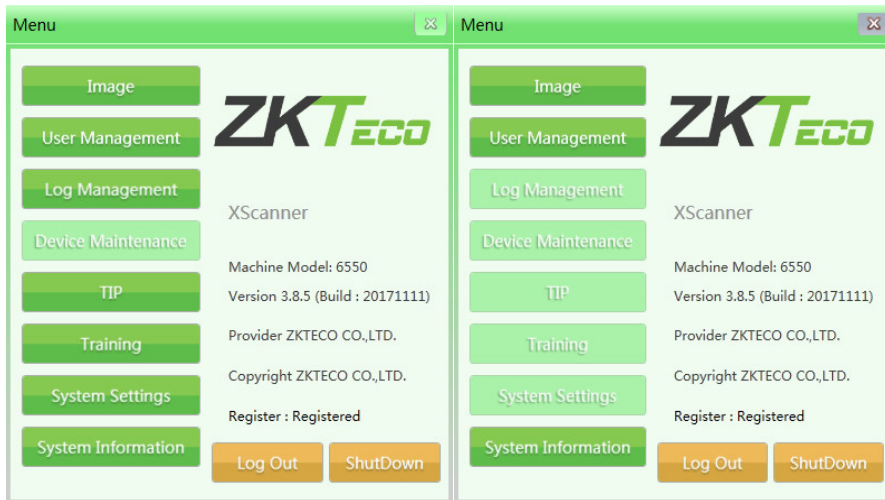 Menu
Image
User Management
Log Management
Device Maintenance
TIP
Training
System Settings
System Information
ZKTECO
XScanner
Machine Model: 6550
Version 3.8.5 (Build : 20171111)
Provider ZKTECO CO.,LTD.
Copyright ZKTECO CO.,LTD.
Register : Registered
Log Out
ShutDown
Menu
Image
User Management
Log Management
Device Maintenance
TIP
Training
System Settings
System Information
ZKTECO
XScanner
Machine Model: 6550
Version 3.8.5 (Build : 20171111)
Provider ZKTECO CO.,LTD.
Copyright ZKTECO CO.,LTD.
Register : Registered
Log Out
ShutDown